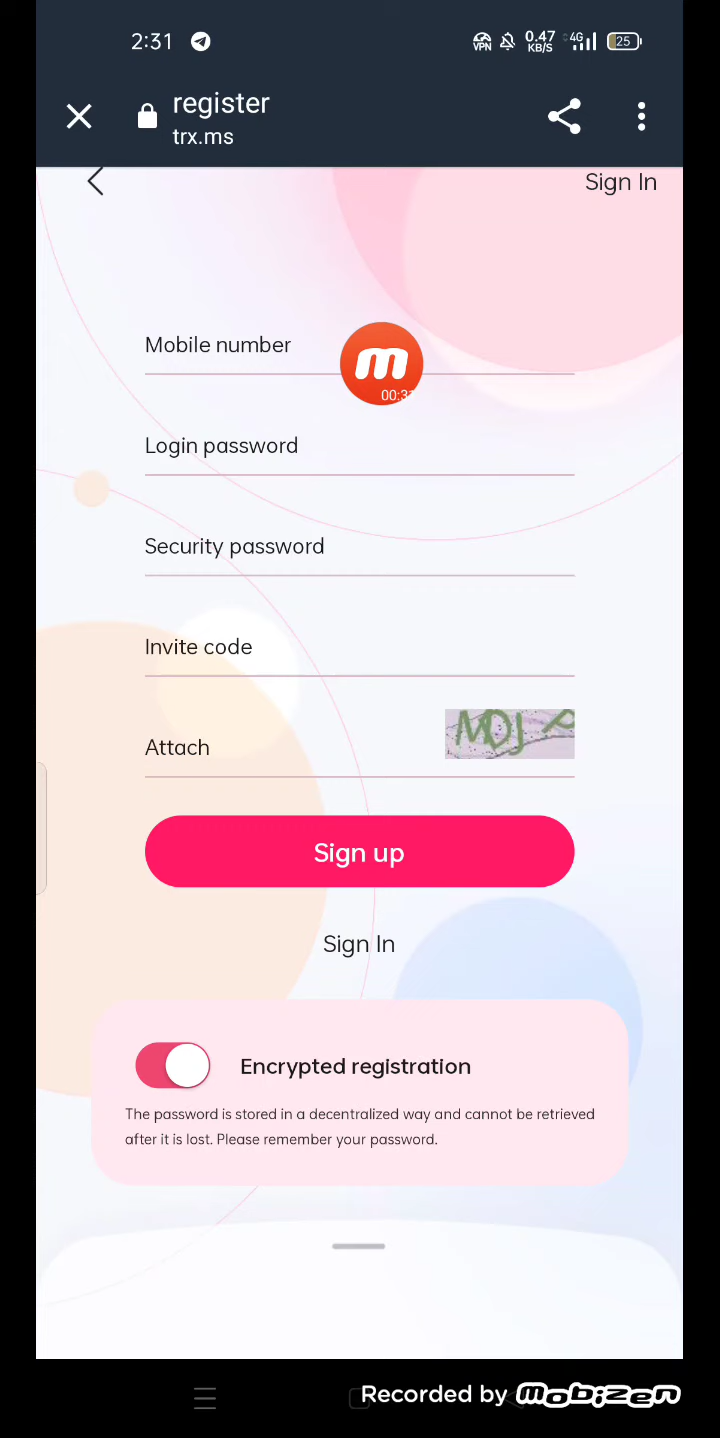 2:31 VPN 0.47 KB/S 4G 25
register
trx.ms
Sign In
Mobile number
m
Login password
Security password
Invite code
Attach
MDJ
Sign up
Sign In
Encrypted registration
The password is stored in a decentralized way and cannot be retrieved
after it is lost. Please remember your password.
Recorded by mobizen